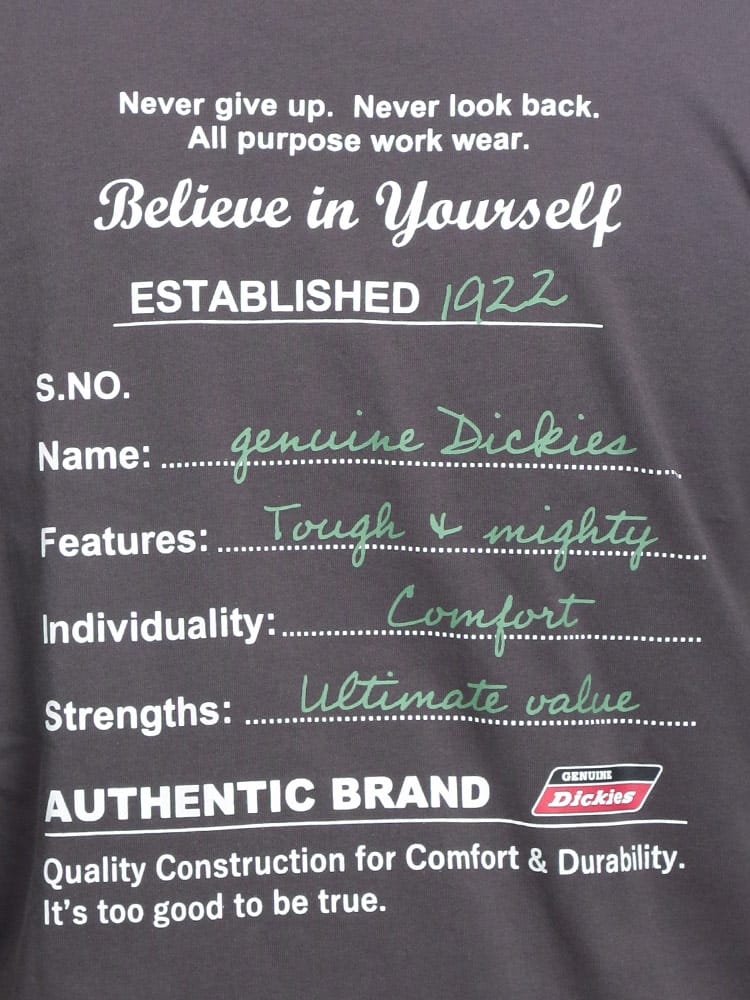 Never give up. Never look back.
All purpose work wear.
Believe in Yourself
ESTABLISHED 1922
S.NO.
Name: genuine Dickies
Features: Tough & mighty
Individuality: Comfort
Strengths: Ultimate value
AUTHENTIC BRAND
GENUINE
Dickies
Quality Construction for Comfort & Durability.
It's too good to be true.